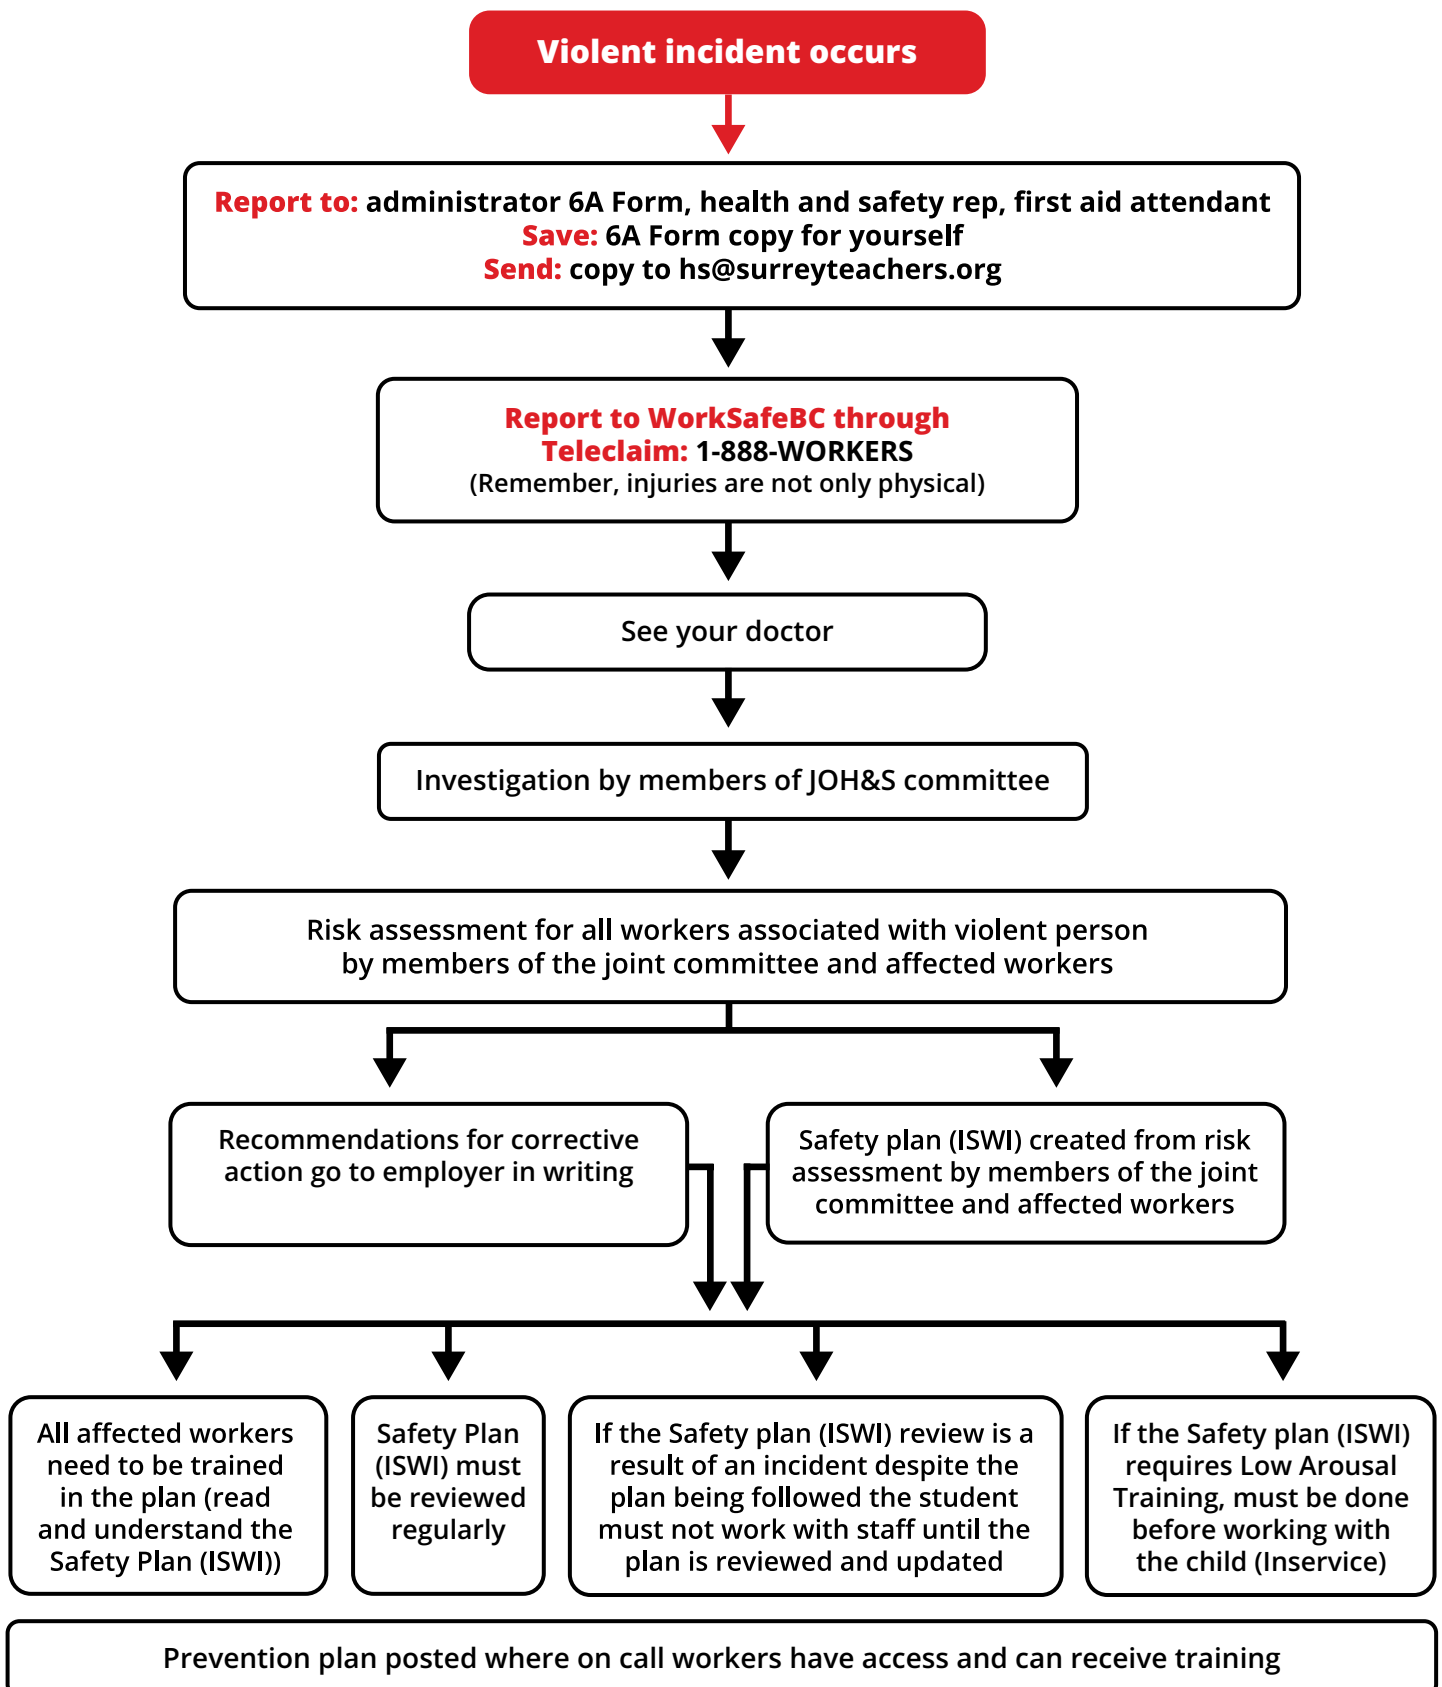 Violent incident occurs
Report to: administrator 6A Form, health and safety rep, first aid attendant
Save: 6A Form copy for yourself
Send: copy to hs@surreyteachers.org
Report to WorkSafeBC through
Teleclaim: 1-888-WORKERS
(Remember, injuries are not only physical)
See your doctor
Investigation by members of JOH&S committee
Risk assessment for all workers associated with violent person
by members of the joint committee and affected workers
Recommendations for corrective
action go to employer in writing
Safety plan (ISWI) created from risk
assessment by members of the joint
committee and affected workers
All affected workers
need to be trained
in the plan (read
and understand the
Safety Plan (ISWI))
Safety Plan
(ISWI) must
be reviewed
regularly
If the Safety plan (ISWI) review is a
result of an incident despite the
plan being followed the student
must not work with staff until the
plan is reviewed and updated
If the Safety plan (ISWI)
requires Low Arousal
Training, must be done
before working with
the child (Inservice)
Prevention plan posted where on call workers have access and can receive training